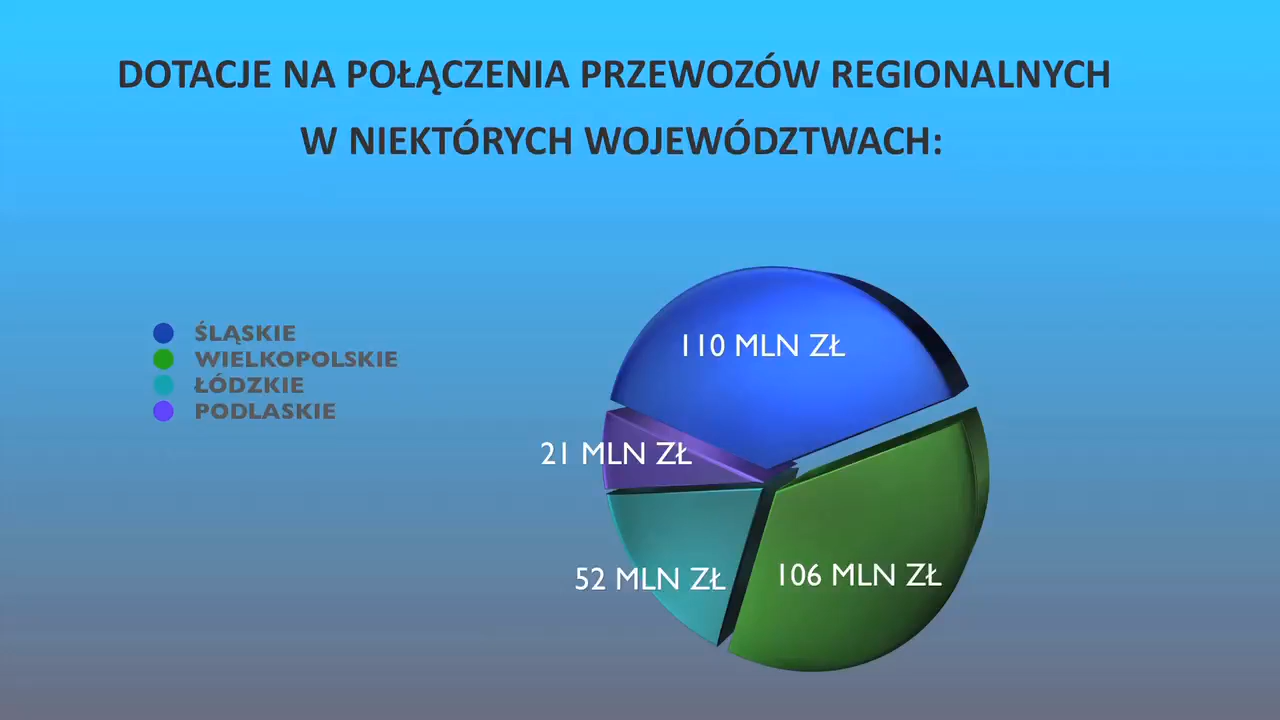 DOTACJE NA POŁĄCZENIA PRZEWOZÓW REGIONALNYCH
W NIEKTÓRYCH WOJEWÓDZTWACH:
ŚLĄSKIE
WIELKOPOLSKIE
ŁÓDZKIE
PODLASKIE
110 MLN ZŁ
21 MLN ZŁ
52 MLN ZŁ
106 MLN ZŁ